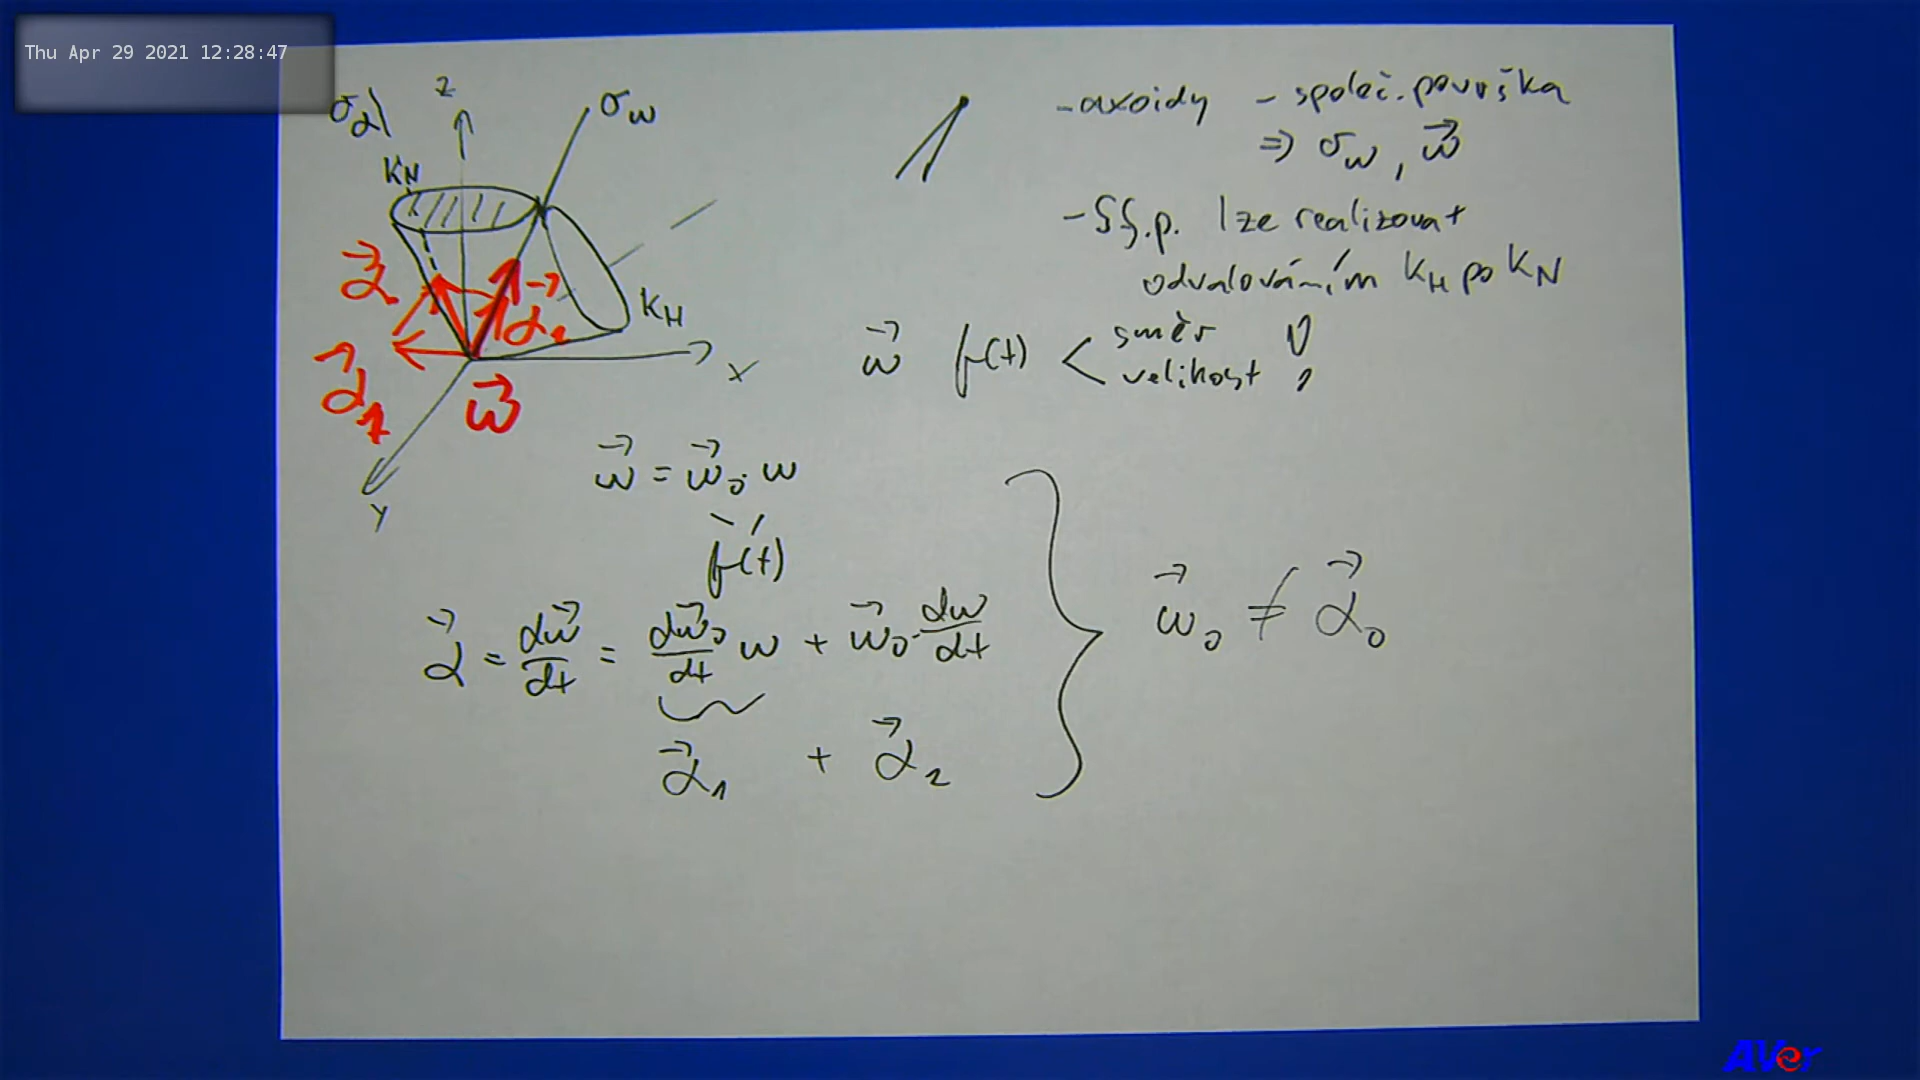 Thu Apr 29 2021 12:28:47
σα
z
σω
kN
kH
x
y
α⃗
α⃗1
α⃗2
ω⃗
- axoidy - společ. površka
⇒ σω, ω⃗
- Sf.p. lze realizovat
odvalováním kH po kN
ω⃗ f(t) < směr
velikost
!
ω⃗ = ω⃗0 · ω
f(t)
α⃗ = dω⃗/dt = dω⃗0/dt ω + ω⃗0 · dω/dt
α⃗1 + α⃗2
ω⃗0 ≠ α⃗0
AVer